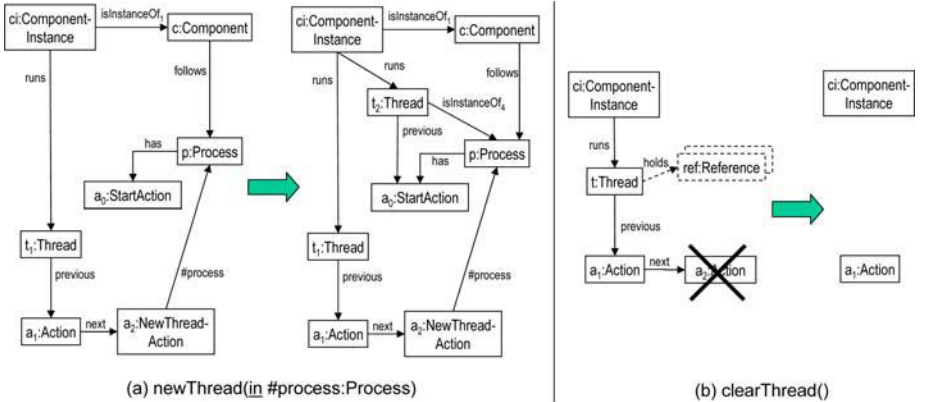 ci:Component-
Instance
isInstanceOf₁
c:Component
runs
follows
has
p:Process
a₀:StartAction
t₁:Thread
previous
#process
a₁:Action
next
a₂:NewThread-
Action
ci:Component-
Instance
isInstanceOf₁
c:Component
runs
runs
follows
t₂:Thread
isInstanceOf₄
previous
has
p:Process
a₀:StartAction
t₁:Thread
previous
#process
a₁:Action
next
a₂:NewThread-
Action
(a) newThread(in #process:Process)
ci:Component-
Instance
runs
holds
ref:Reference
t:Thread
previous
a₁:Action
next
a₂:Action
ci:Component-
Instance
a₁:Action
(b) clearThread()